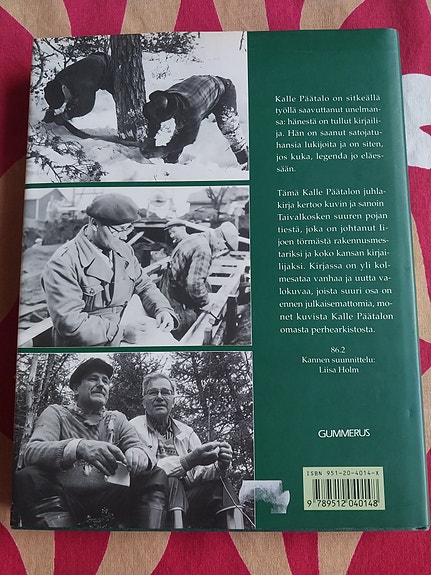 Kalle Päätalo on sitkeällä
työllä saavuttanut unelman-
sa: hänestä on tullut kirjaili-
ja. Hän on saanut satojatu-
hansia lukijoita ja on siten,
jos kuka, legenda jo eläes-
sään.
Tämä Kalle Päätalon juhla-
kirja kertoo kuvin ja sanoin
Taivalkosken suuren pojan
tiestä, joka on johtanut Ii-
joen törmästä rakennusmes-
tariksi ja koko kansan kirjai-
lijaksi. Kirjassa on yli kol-
mesataa vanhaa ja uutta va-
lokuvaa, joista suuri osa on
ennen julkaisemattomia, mo-
net kuvista Kalle Päätalon
omasta perhearkistosta.
86.2
Kannen suunnittelu:
Liisa Holm
GUMMERUS
ISBN 951-20-4014-X
9 789512 040148